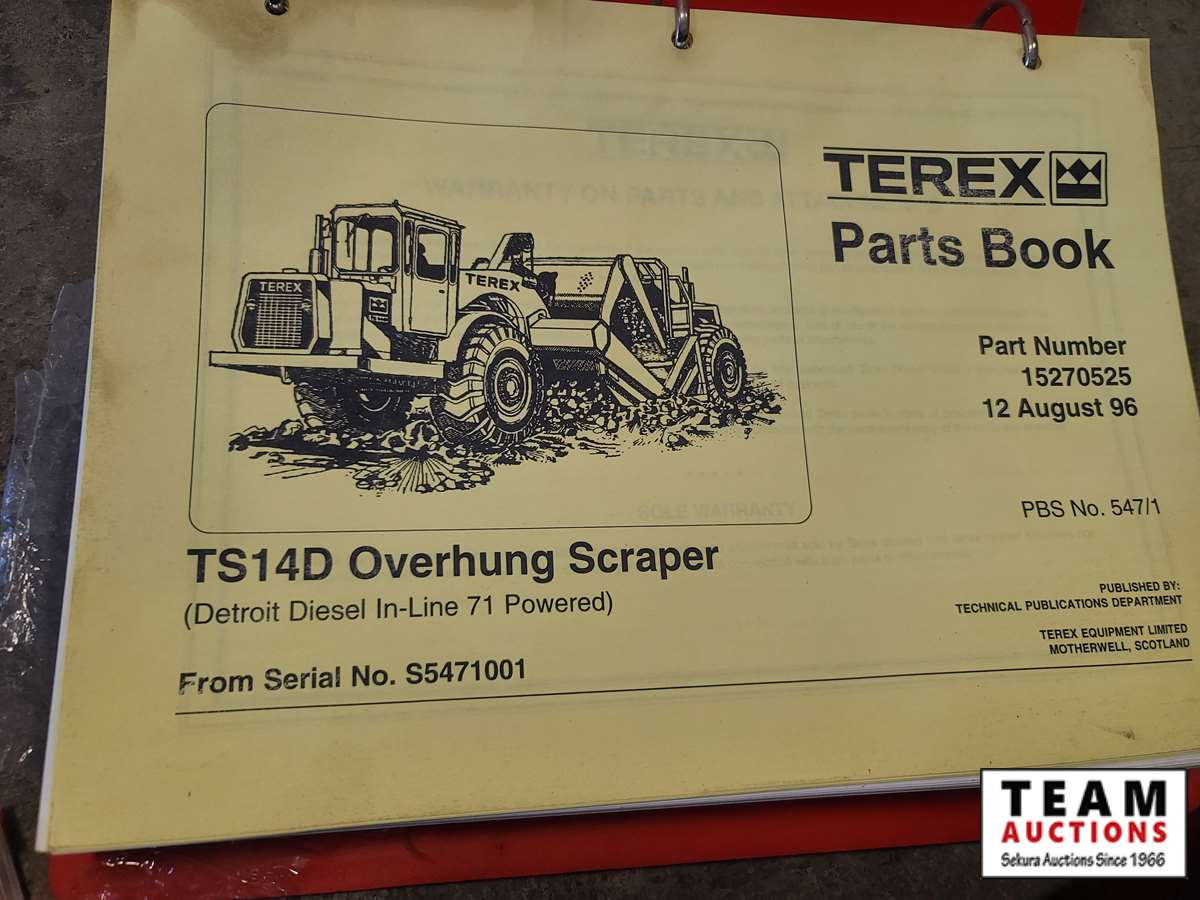 TEREX
Parts Book
TEREX
TEREX
Part Number
15270525
12 August 96
PBS No. 547/1
TS14D Overhung Scraper
(Detroit Diesel In-Line 71 Powered)
From Serial No. S5471001
PUBLISHED BY:
TECHNICAL PUBLICATIONS DEPARTMENT
TEREX EQUIPMENT LIMITED
MOTHERWELL, SCOTLAND
SOLE WARRANTY
TEAM
AUCTIONS
Sekura Auctions Since 1966